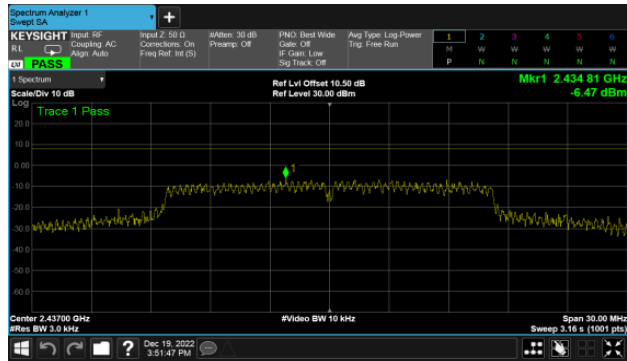 Spectrum Analyzer 1
Swept SA
+
KEYSIGHT Input: RF Input Z: 50 Ω #Atten: 30 dB PNO: Best Wide Avg Type: Log-Power 1 2 3 4 5 6
RL Coupling: AC Corrections: On Preamp: Off Gate: Off Trig: Free Run M W W W W W
Align: Auto Freq Ref: Int (S) IF Gain: Low
Sig Track: Off P N N N N N
PASS
1 Spectrum Ref Lvl Offset 10.50 dB Mkr1 2.434 81 GHz
Scale/Div 10 dB Ref Level 30.00 dBm -6.47 dBm
Log Trace 1 Pass
20.0
10.0
0.00
1
-10.0
-20.0
-30.0
-40.0
-50.0
-60.0
Center 2.43700 GHz #Video BW 10 kHz Span 30.00 MHz
#Res BW 3.0 kHz Sweep 3.16 s (1001 pts)
? Dec 19, 2022
3:51:47 PM